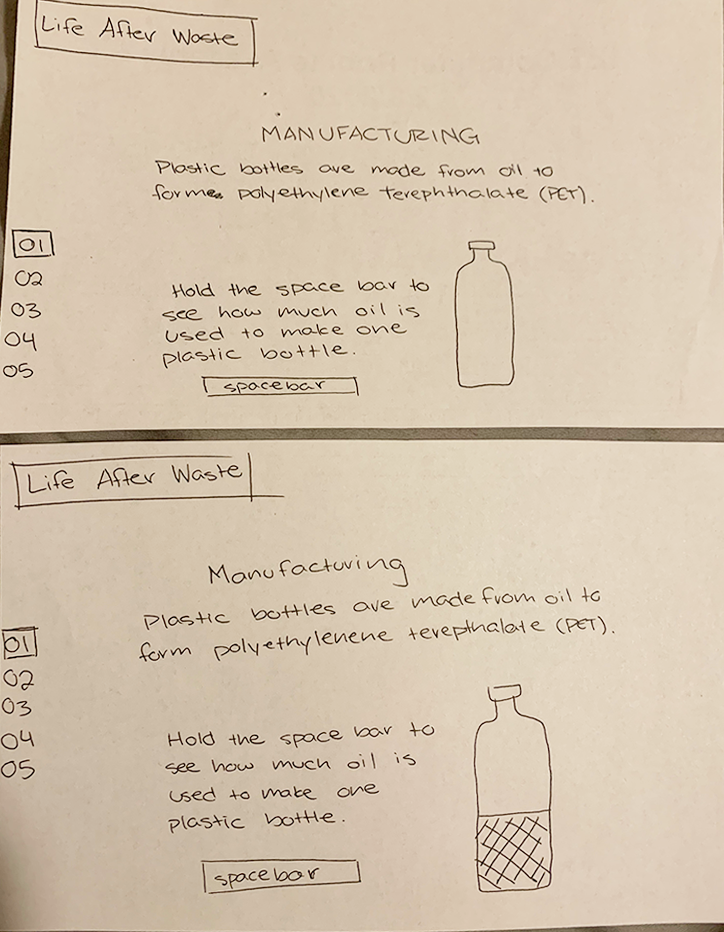 Life After Waste
MANUFACTURING
Plastic bottles are made from oil to
forme polyethylene terephthalate (PET).
01
02
03
04
05
Hold the space bar to
see how much oil is
used to make one
plastic bottle.
spacebar
Life After Waste
Manufacturing
Plastic bottles are made from oil to
form polyethylenene terepthalate (PET).
01
02
03
04
05
Hold the space bar to
see how much oil is
used to make one
plastic bottle.
spacebar